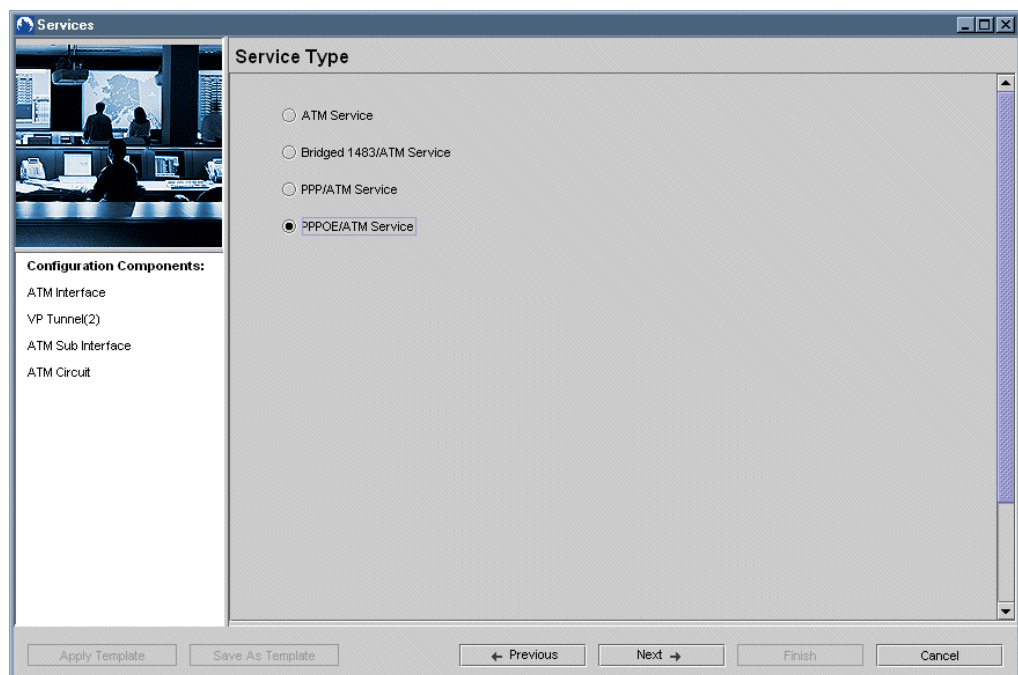 Services
Service Type
ATM Service
Bridged 1483/ATM Service
PPP/ATM Service
PPPOE/ATM Service
Configuration Components:
ATM Interface
VP Tunnel(2)
ATM Sub Interface
ATM Circuit
Apply Template
Save As Template
← Previous
Next →
Finish
Cancel